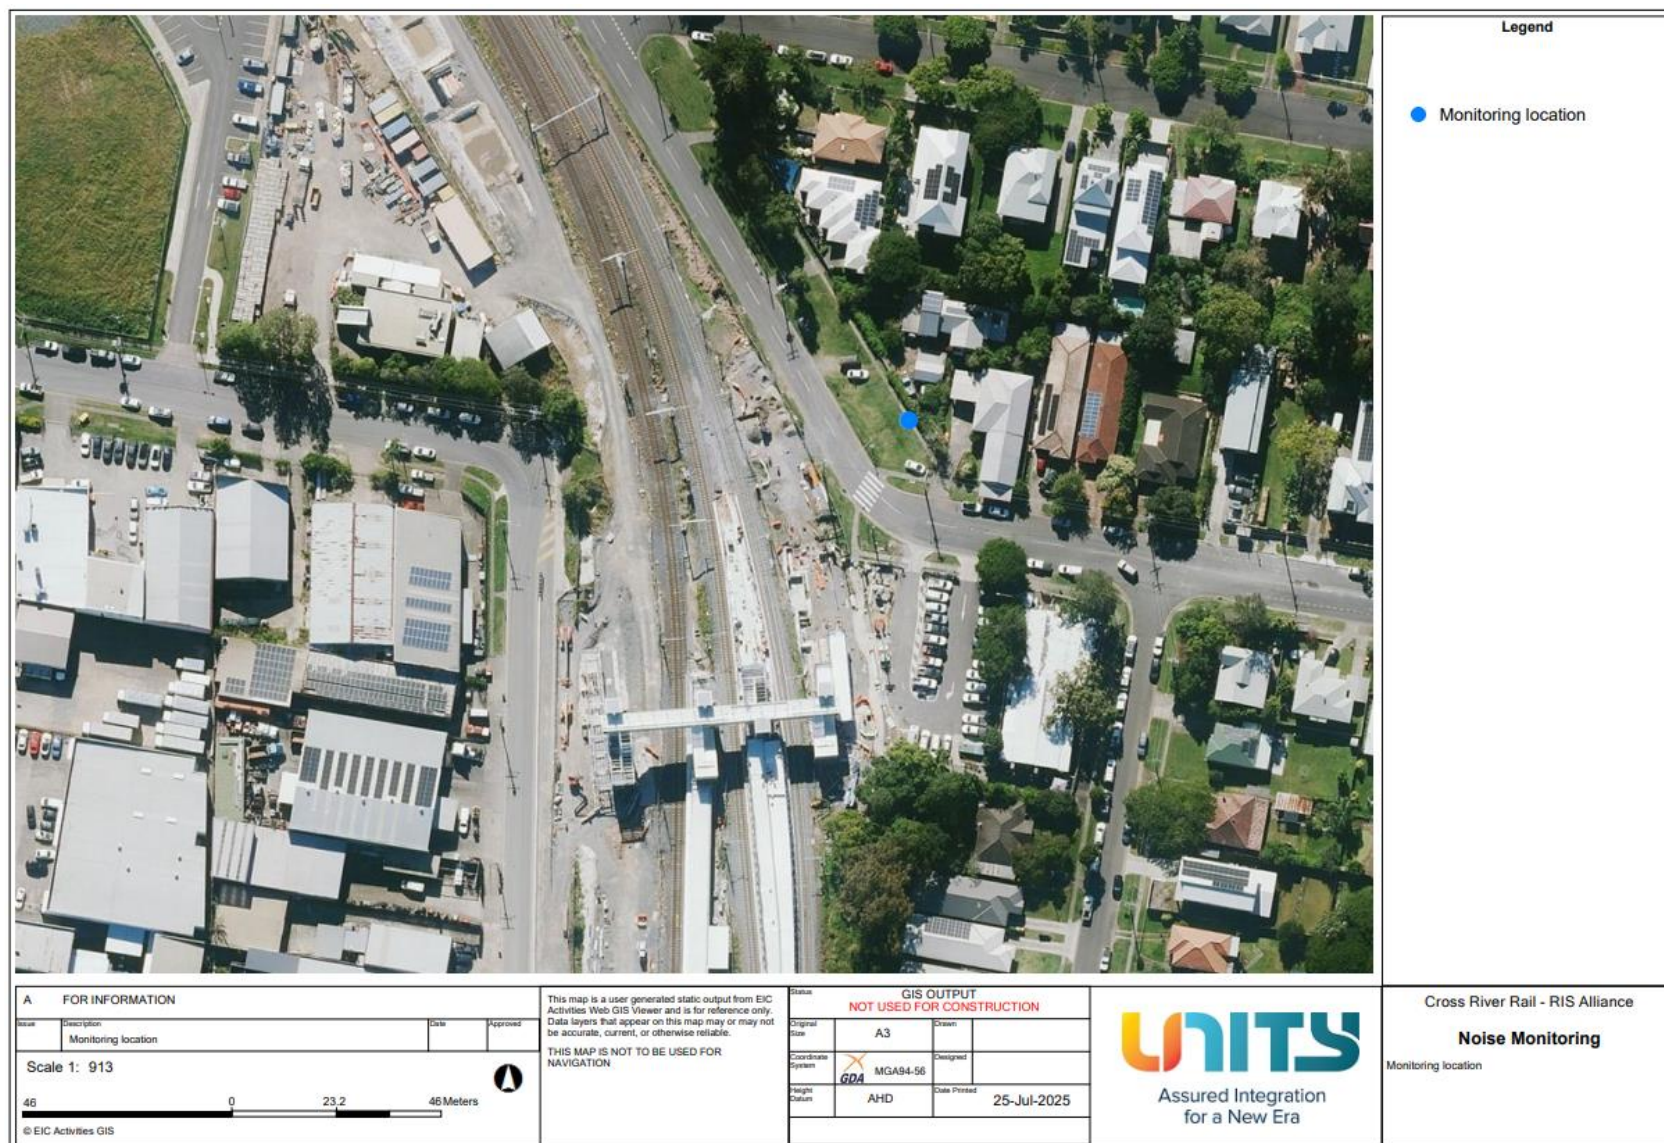 Legend
Monitoring location
A FOR INFORMATION
Issue Description Date Approved
Monitoring location
Scale 1: 913
46 0 23.2 46 Meters
© EIC Activities GIS
This map is a user generated static output from EIC
Activities Web GIS Viewer and is for reference only.
Data layers that appear on this map may or may not
be accurate, current, or otherwise reliable.
THIS MAP IS NOT TO BE USED FOR
NAVIGATION
Status
GIS OUTPUT
NOT USED FOR CONSTRUCTION
Original
Size
A3
Drawn
Coordinate
System
GDA
MGA94-56
Designed
Height
Datum
AHD
Date Printed
25-Jul-2025
UNITY
Assured Integration
for a New Era
Cross River Rail - RIS Alliance
Noise Monitoring
Monitoring location